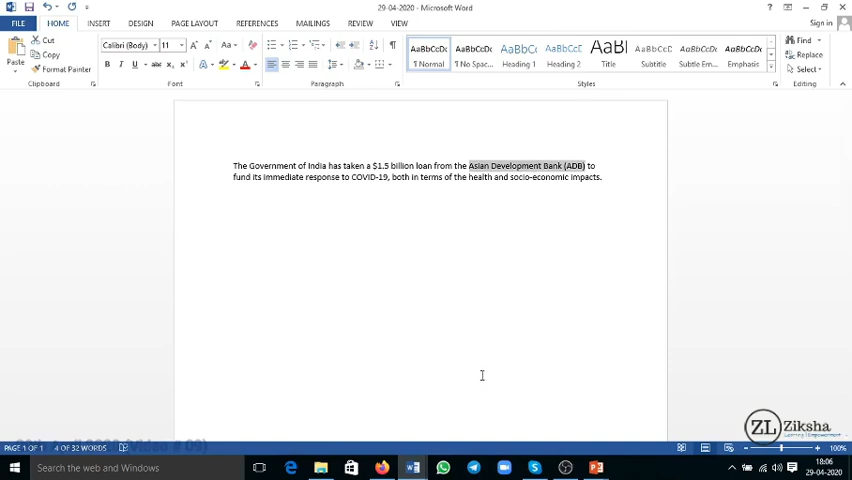 29-04-2020 - Microsoft Word
Sign in
FILE HOME INSERT DESIGN PAGE LAYOUT REFERENCES MAILINGS REVIEW VIEW
Paste
Cut
Copy
Format Painter
Clipboard
Calibri (Body) 11
Font
Paragraph
AaBbCcDc AaBbCcDc AaBbCc AaBbCcC AaBl AaBbCcC AaBbCcDc AaBbCcDc
¶ Normal ¶ No Spac... Heading 1 Heading 2 Title Subtitle Subtle Em... Emphasis
Styles
Find
Replace
Select
Editing
The Government of India has taken a $1.5 billion loan from the Asian Development Bank (ADB) to
fund its immediate response to COVID-19, both in terms of the health and socio-economic impacts.
ZL Ziksha
PAGE 1 OF 1 4 OF 32 WORDS
100%
Search the web and Windows
18:06
29-04-2020